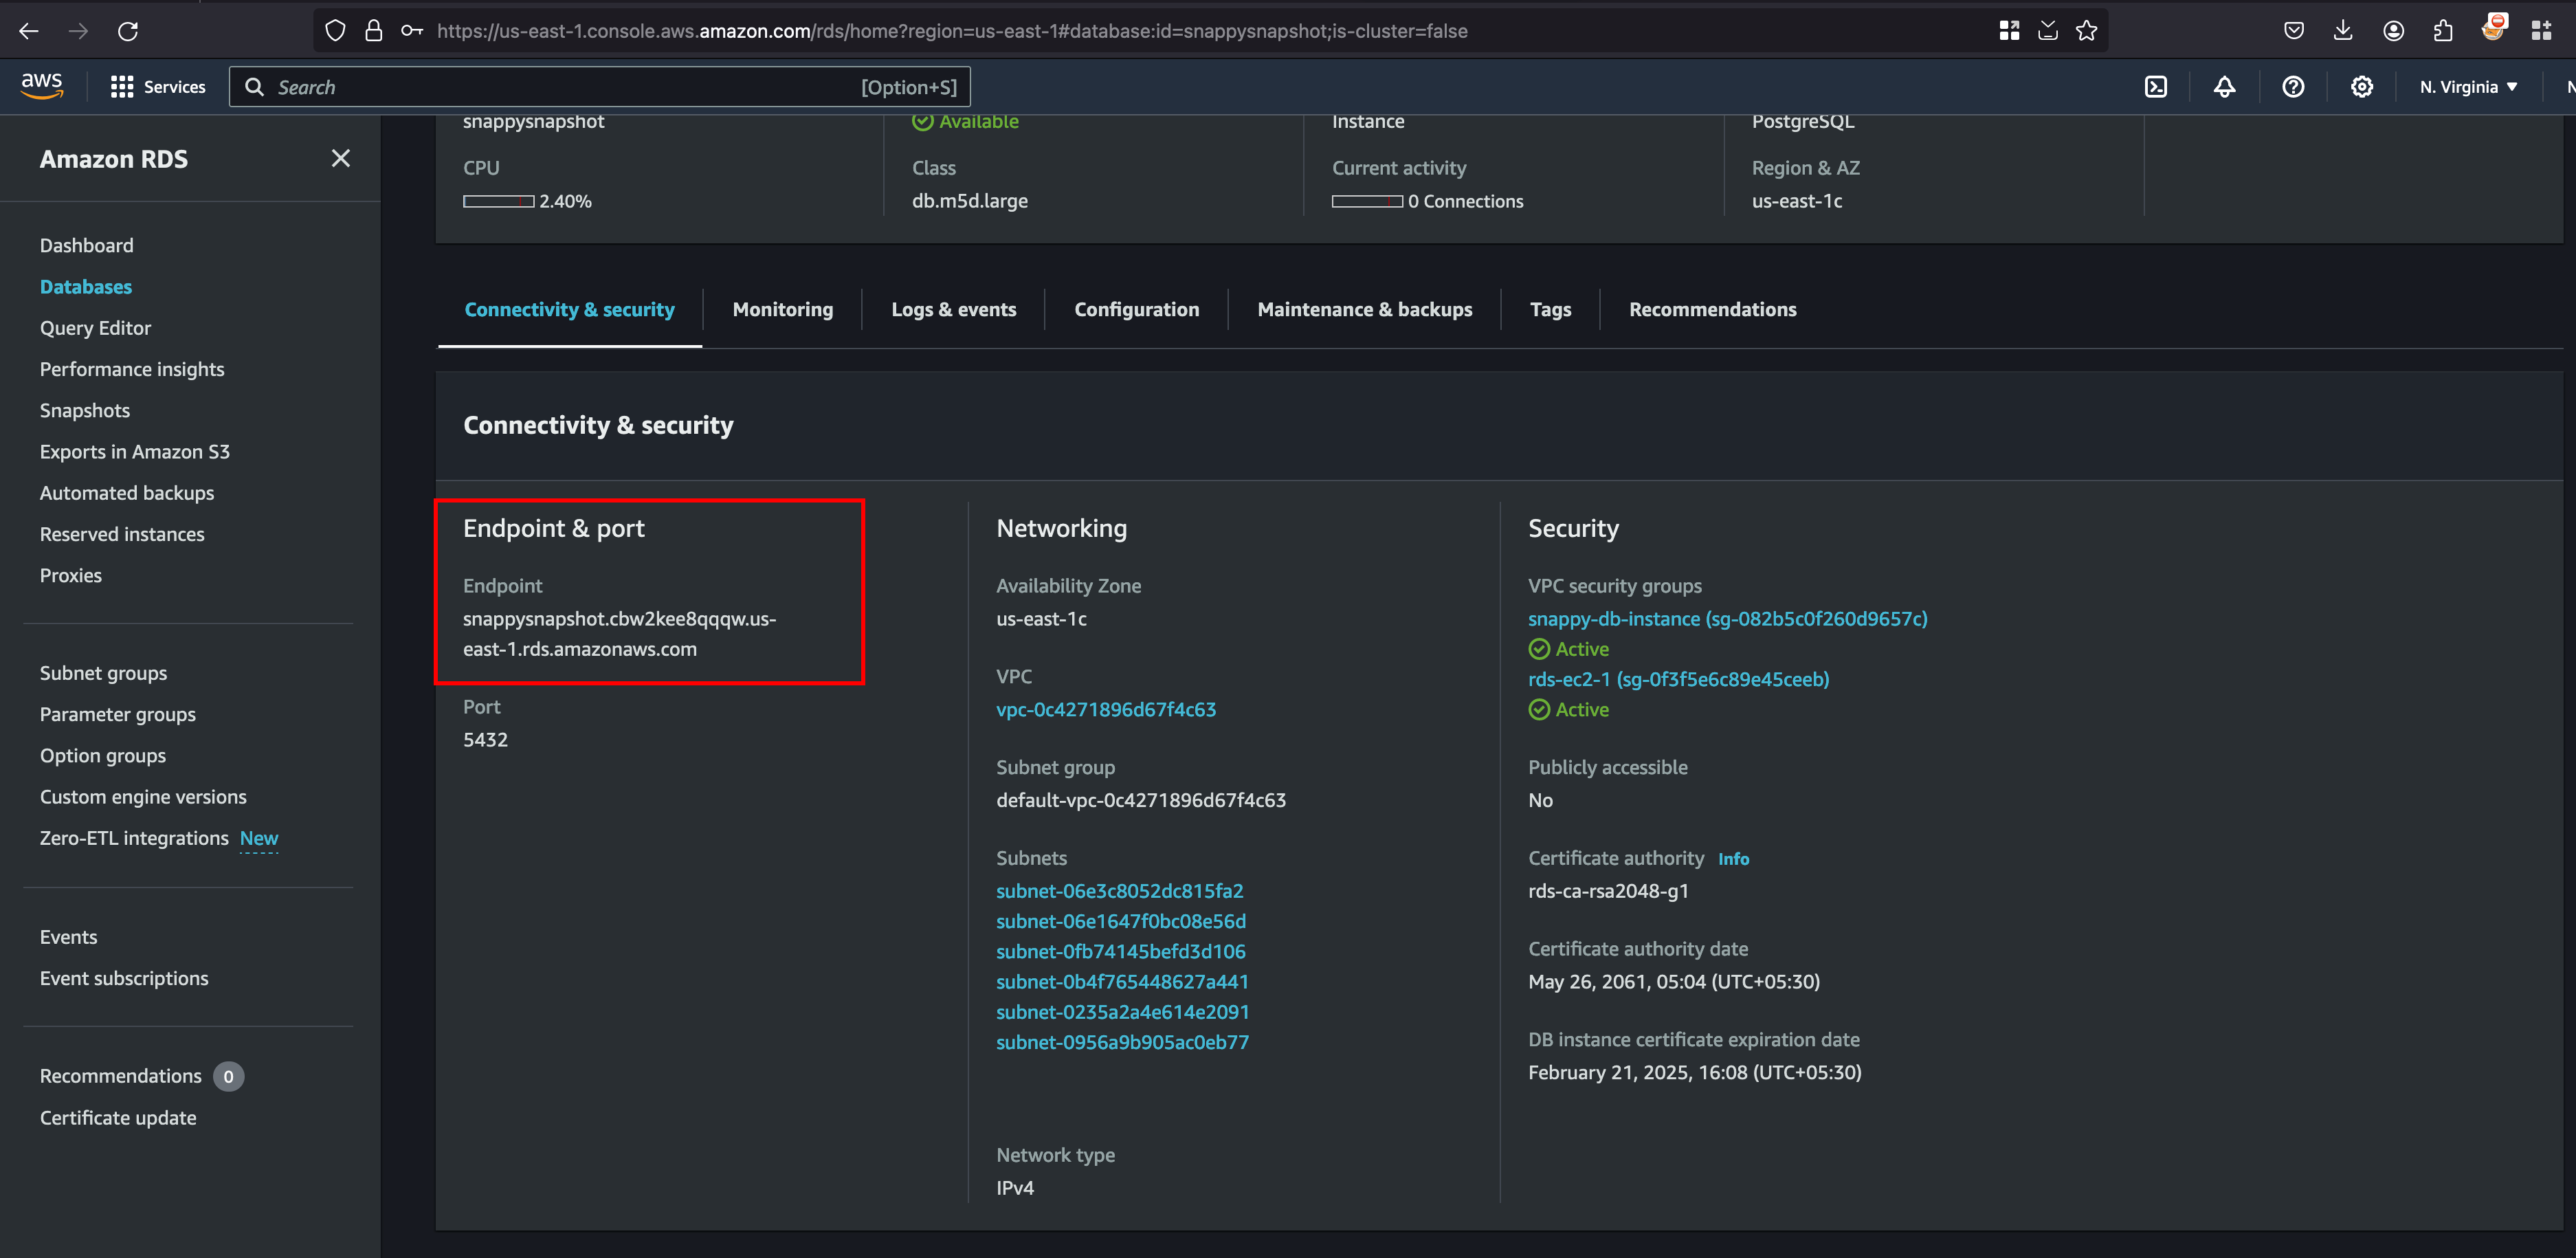 https://us-east-1.console.aws.amazon.com/rds/home?region=us-east-1#database:id=snappysnapshot;is-cluster=false
aws
Services
Search
[Option+S]
N. Virginia
Amazon RDS
Dashboard
Databases
Query Editor
Performance insights
Snapshots
Exports in Amazon S3
Automated backups
Reserved instances
Proxies
Subnet groups
Parameter groups
Option groups
Custom engine versions
Zero-ETL integrations New
Events
Event subscriptions
Recommendations 0
Certificate update
snappysnapshot
Available
Instance
PostgreSQL
CPU
2.40%
Class
db.m5d.large
Current activity
0 Connections
Region & AZ
us-east-1c
Connectivity & security
Monitoring
Logs & events
Configuration
Maintenance & backups
Tags
Recommendations
Connectivity & security
Endpoint & port
Endpoint
snappysnapshot.cbw2kee8qqqw.us-
east-1.rds.amazonaws.com
Port
5432
Networking
Availability Zone
us-east-1c
VPC
vpc-0c4271896d67f4c63
Subnet group
default-vpc-0c4271896d67f4c63
Subnets
subnet-06e3c8052dc815fa2
subnet-06e1647f0bc08e56d
subnet-0fb74145befd3d106
subnet-0b4f765448627a441
subnet-0235a2a4e614e2091
subnet-0956a9b905ac0eb77
Network type
IPv4
Security
VPC security groups
snappy-db-instance (sg-082b5c0f260d9657c)
Active
rds-ec2-1 (sg-0f3f5e6c89e45ceeb)
Active
Publicly accessible
No
Certificate authority Info
rds-ca-rsa2048-g1
Certificate authority date
May 26, 2061, 05:04 (UTC+05:30)
DB instance certificate expiration date
February 21, 2025, 16:08 (UTC+05:30)